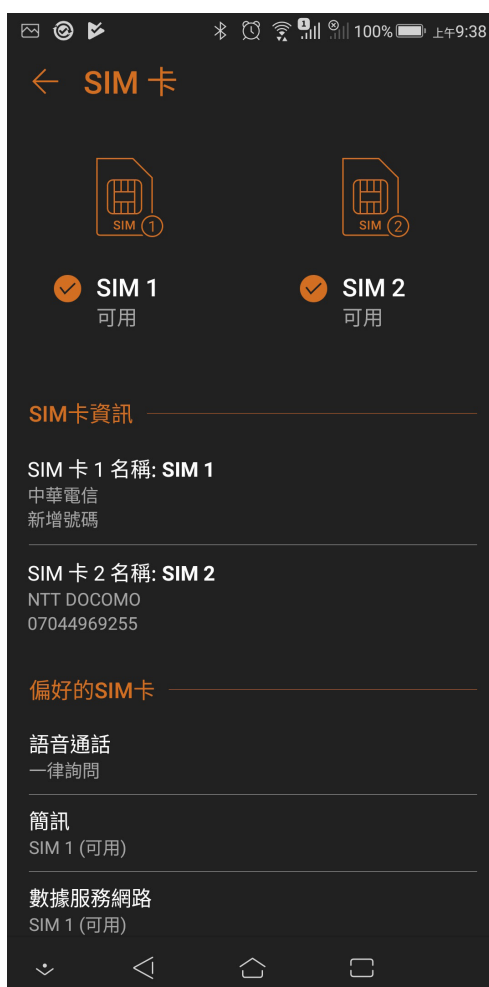 100% 上午9:38
SIM 卡
SIM 1
SIM 2
SIM 1
可用
SIM 2
可用
SIM卡資訊
SIM 卡 1 名稱: SIM 1
中華電信
新增號碼
SIM 卡 2 名稱: SIM 2
NTT DOCOMO
07044969255
偏好的SIM卡
語音通話
一律詢問
簡訊
SIM 1 (可用)
數據服務網路
SIM 1 (可用)